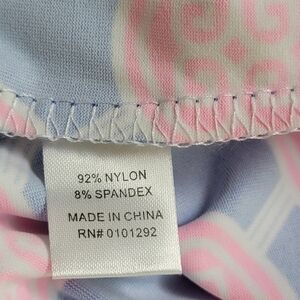 92% NYLON
8% SPANDEX
MADE IN CHINA
RN# 0101292